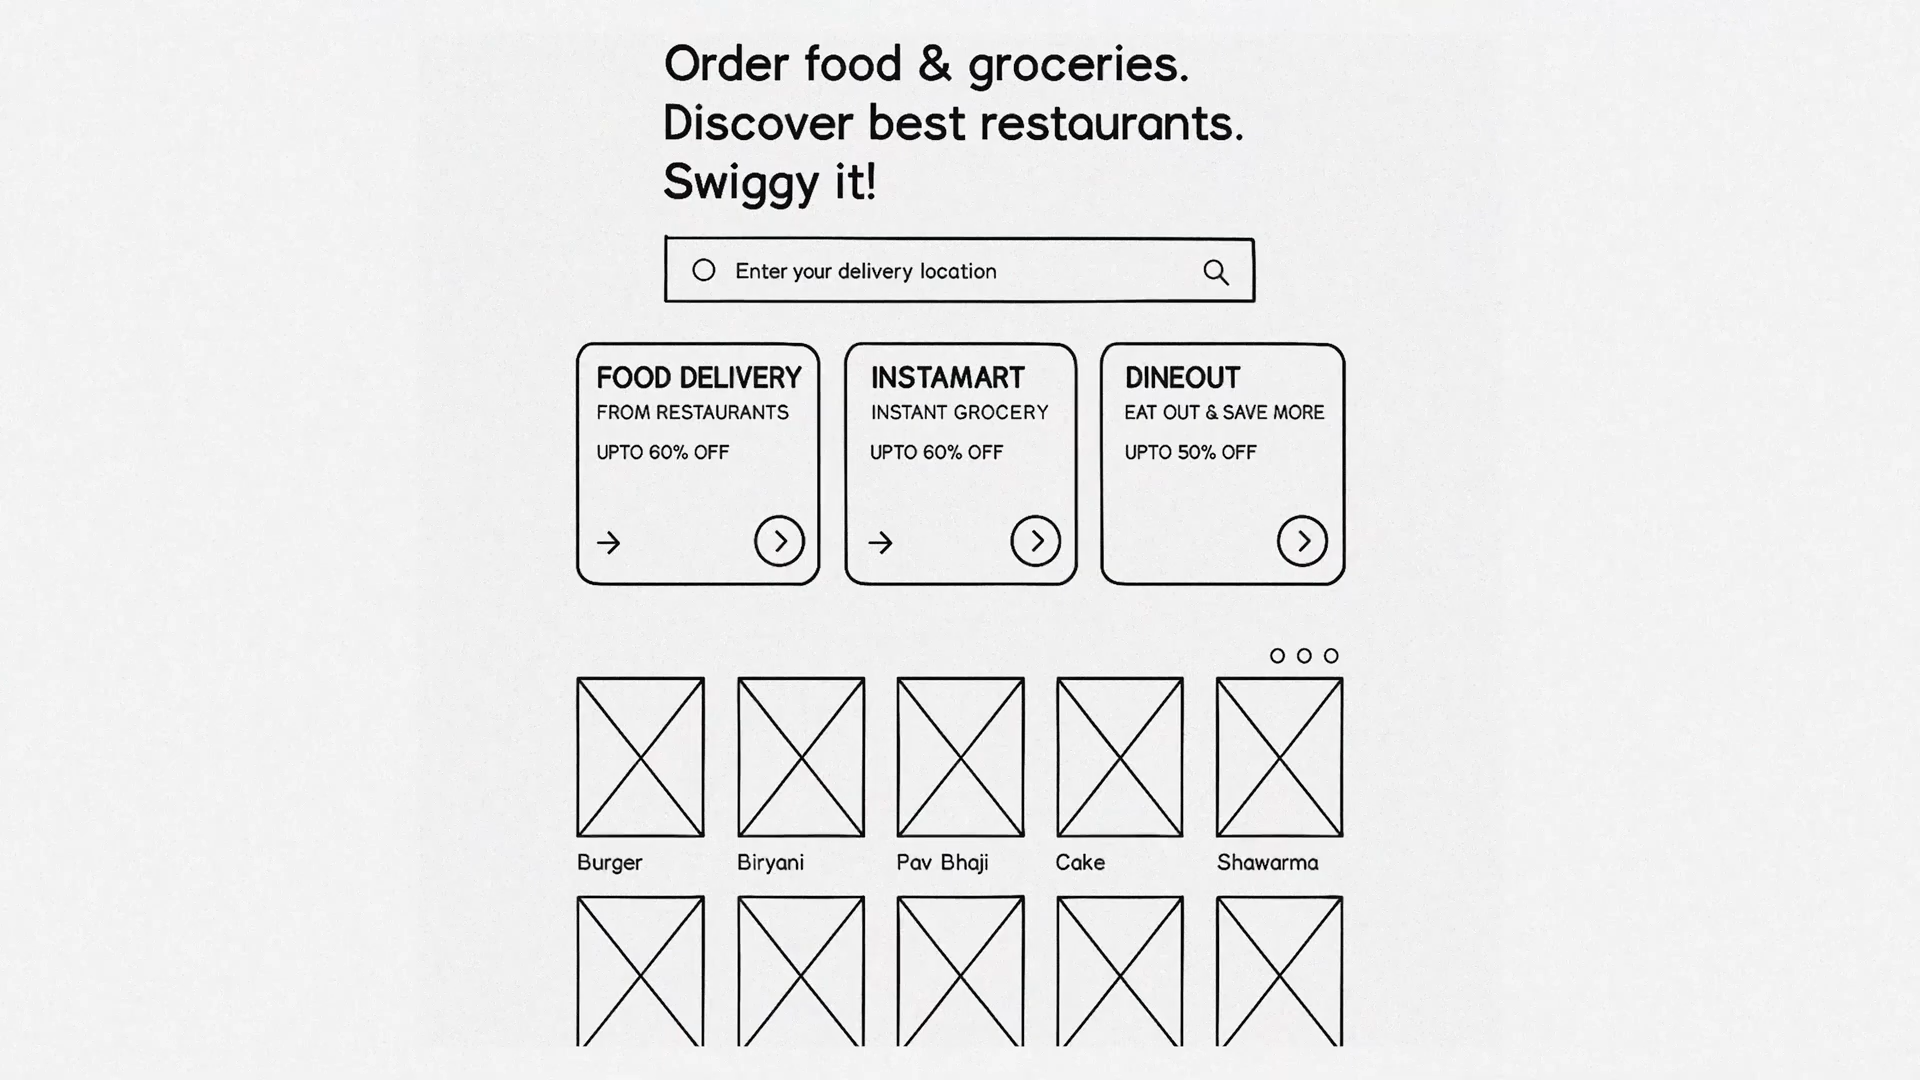 Order food & groceries.
Discover best restaurants.
Swiggy it!
Enter your delivery location
FOOD DELIVERY
FROM RESTAURANTS
UPTO 60% OFF
INSTAMART
INSTANT GROCERY
UPTO 60% OFF
DINEOUT
EAT OUT & SAVE MORE
UPTO 50% OFF
Burger
Biryani
Pav Bhaji
Cake
Shawarma